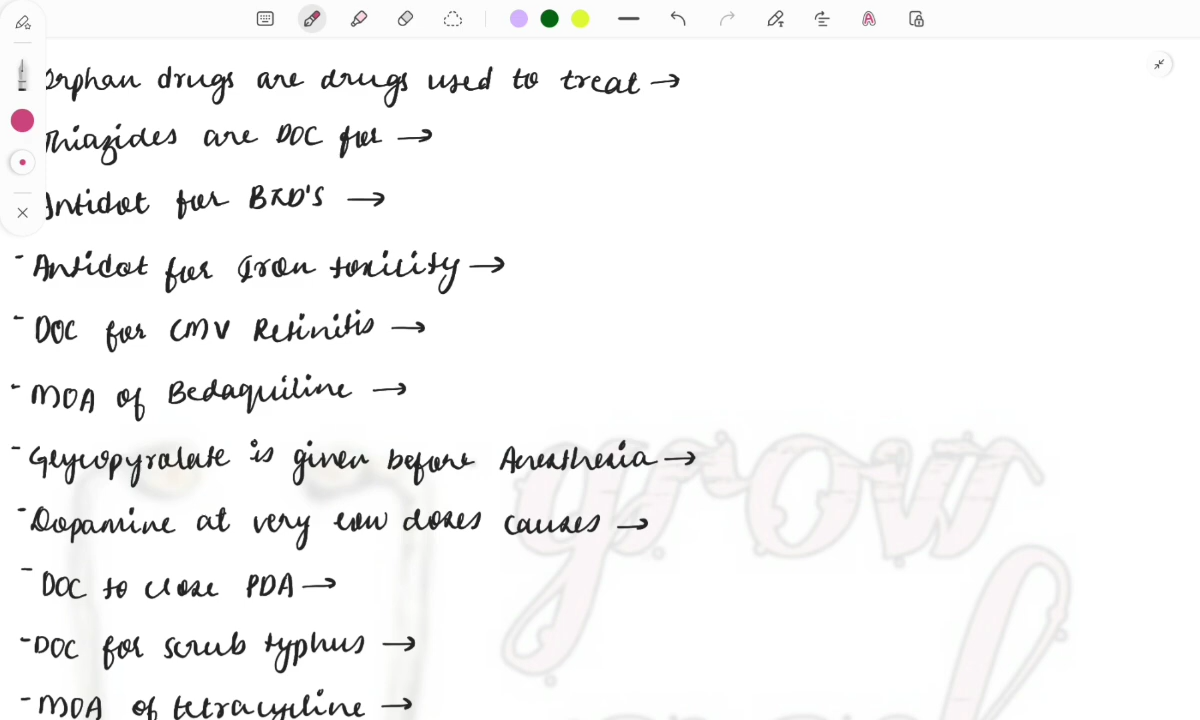 Orphan drugs are drugs used to treat →
Thiazides are DOC for →
Antidot for BZD'S →
- Antidot for Iron toxicity →
- DOC for CMV Retinitis →
- MOA of Bedaquiline →
- Glycopyralate is given before Anesthesia →
- Dopamine at very low doses causes →
- DOC to close PDA →
- DOC for scrub typhus →
- MOA of tetracycline →
grow